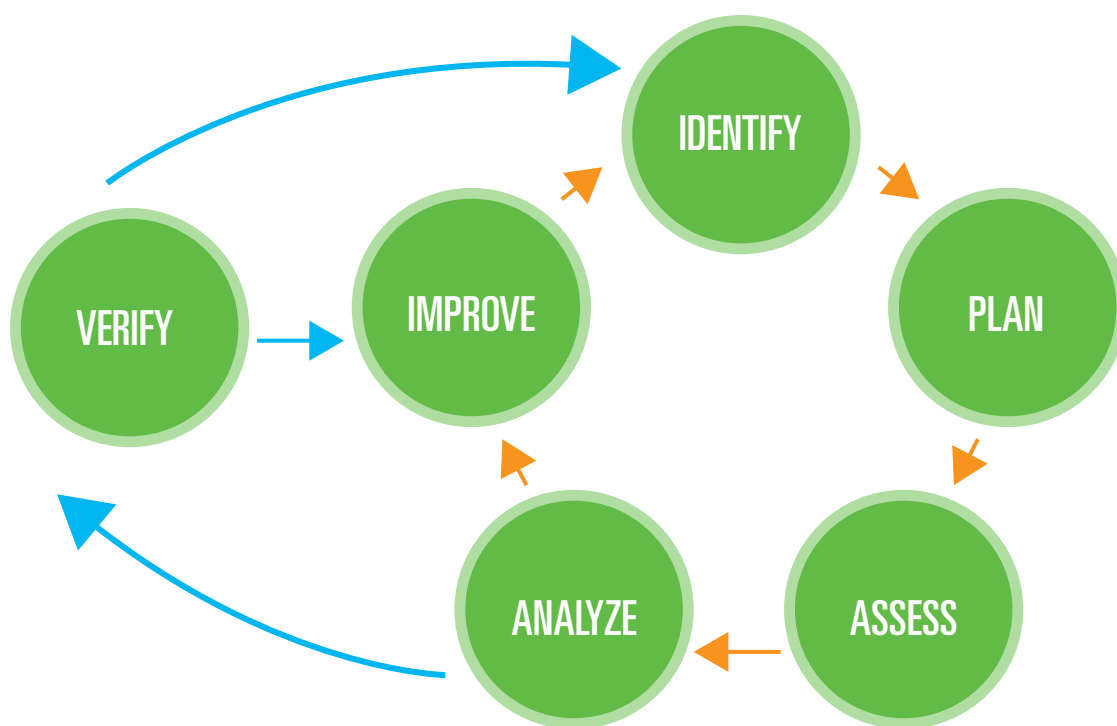 IDENTIFY
IMPROVE
PLAN
VERIFY
ANALYZE
ASSESS